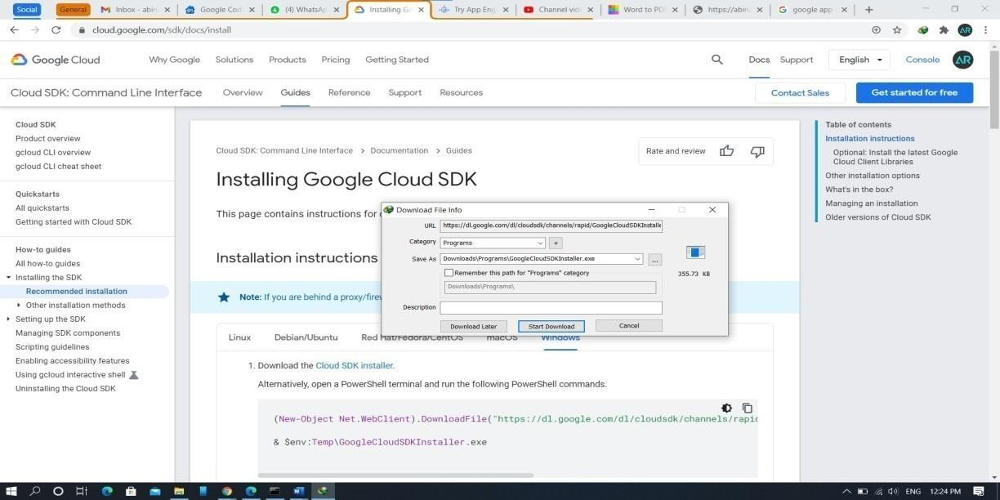 Social
General
Inbox - abin
Google Cod
(4) WhatsAp
Installing Go
Try App Eng
Channel vide
Word to PD
https://abina
google app
cloud.google.com/sdk/docs/install
Google Cloud
Why Google
Solutions
Products
Pricing
Getting Started
Docs
Support
English
Console
AR
Cloud SDK: Command Line Interface
Overview
Guides
Reference
Support
Resources
Contact Sales
Get started for free
Cloud SDK
Product overview
gcloud CLI overview
gcloud CLI cheat sheet
Quickstarts
All quickstarts
Getting started with Cloud SDK
How-to guides
All how-to guides
Installing the SDK
Recommended installation
Other installation methods
Setting up the SDK
Managing SDK components
Scripting guidelines
Enabling accessibility features
Using gcloud interactive shell
Uninstalling the Cloud SDK
Cloud SDK: Command Line Interface > Documentation > Guides
Rate and review
Installing Google Cloud SDK
This page contains instructions for
Installation instructions
Note: If you are behind a proxy/firew
Download File Info
URL https://dl.google.com/dl/cloudsdk/channels/rapid/GoogleCloudSDKInstalle
Category Programs +
Save As Downloads\Programs\GoogleCloudSDKInstaller.exe ...
355.73 KB
Remember this path for "Programs" category
Downloads\Programs\
Description
Download Later
Start Download
Cancel
Linux
Debian/Ubuntu
Red Hat/Fedora/CentOS
macOS
Windows
1. Download the Cloud SDK installer.
Alternatively, open a PowerShell terminal and run the following PowerShell commands.
(New-Object Net.WebClient).DownloadFile("https://dl.google.com/dl/cloudsdk/channels/rapid
& $env:Temp\GoogleCloudSDKInstaller.exe
Table of contents
Installation instructions
Optional: Install the latest Google
Cloud Client Libraries
Other installation options
What's in the box?
Managing an installation
Older versions of Cloud SDK
ENG
12:24 PM